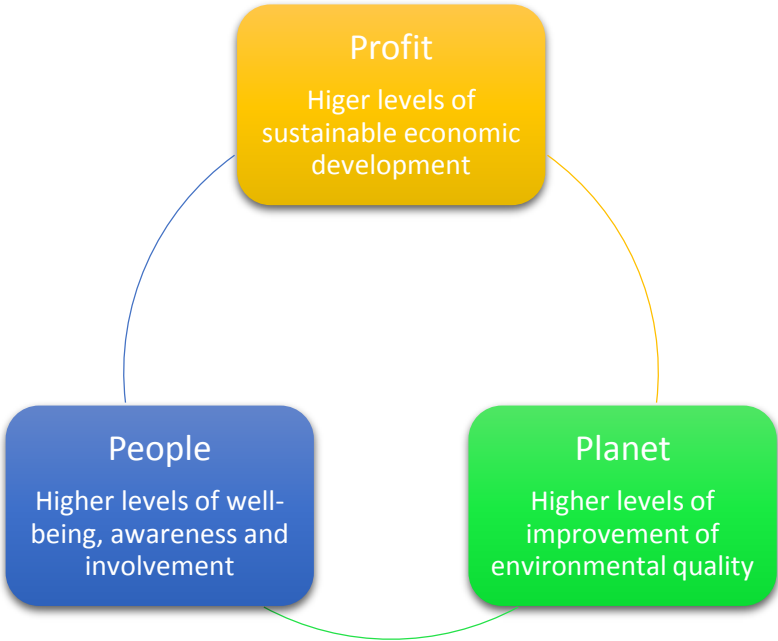 Profit
Higer levels of
sustainable economic
development
People
Higher levels of well-
being, awareness and
involvement
Planet
Higher levels of
improvement of
environmental quality